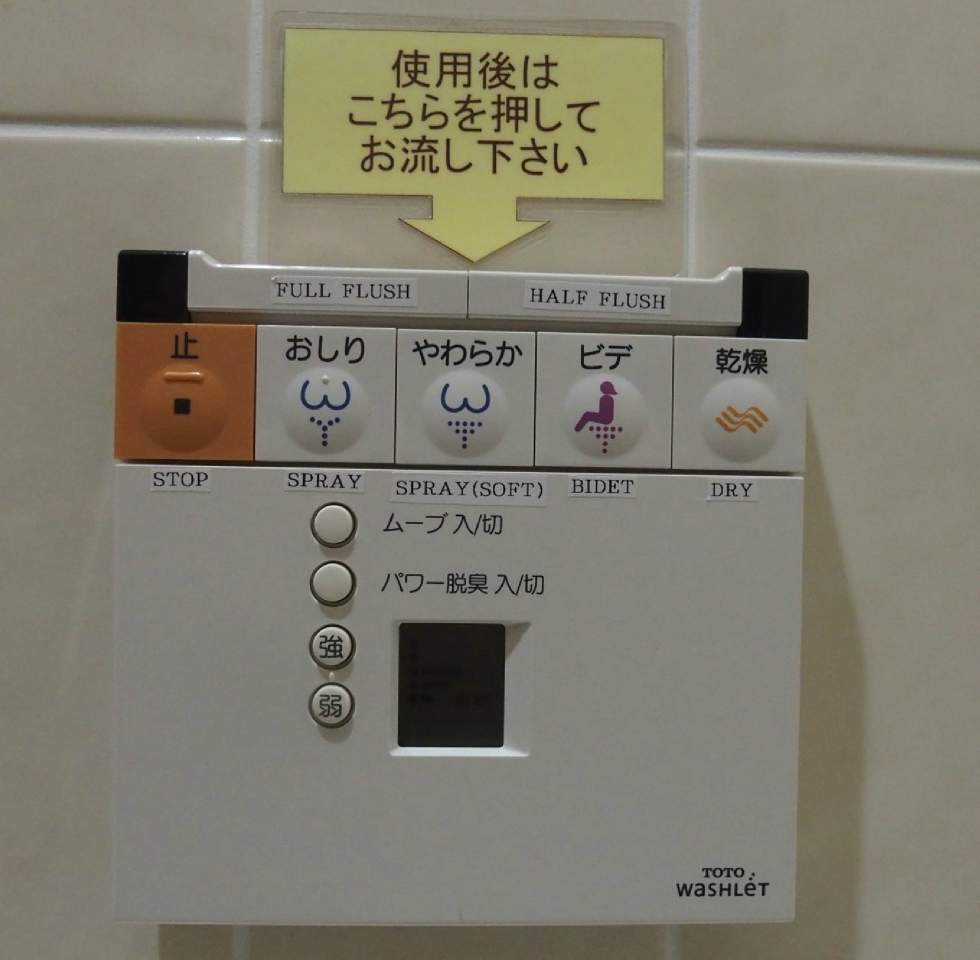 使用後は
こちらを押して
お流し下さい
FULL FLUSH
HALF FLUSH
止
おしり
やわらか
ビデ
乾燥
STOP
SPRAY
SPRAY(SOFT)
BIDET
DRY
ムーブ 入/切
パワー脱臭 入/切
強
弱
TOTO
WASHLET